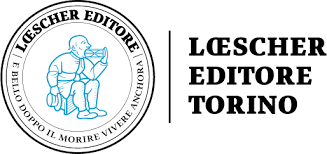 LŒSCHER EDITORE
È BELLO DOPPO IL MORIRE VIVERE ANCHORA
LŒSCHER
EDITORE
TORINO